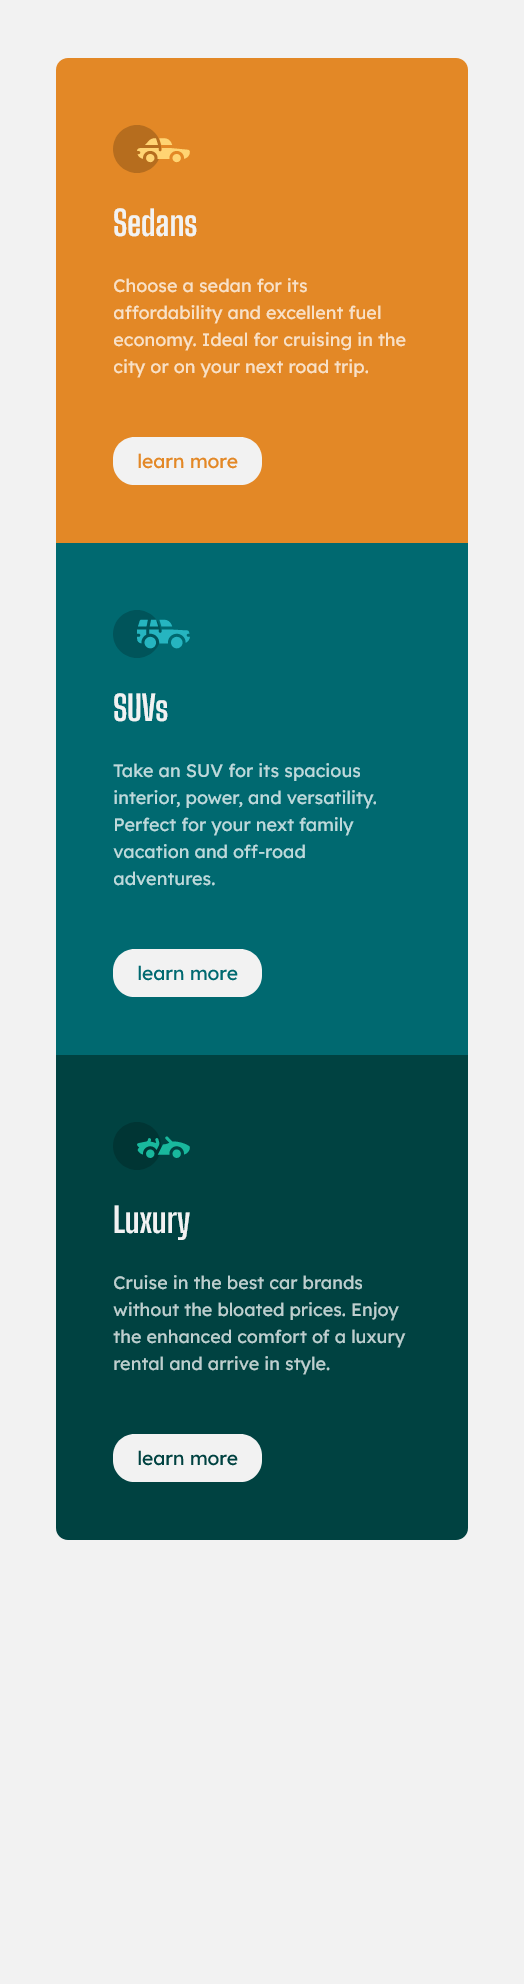 Sedans
Choose a sedan for its
affordability and excellent fuel
economy. Ideal for cruising in the
city or on your next road trip.
learn more
SUVs
Take an SUV for its spacious
interior, power, and versatility.
Perfect for your next family
vacation and off-road
adventures.
learn more
Luxury
Cruise in the best car brands
without the bloated prices. Enjoy
the enhanced comfort of a luxury
rental and arrive in style.
learn more